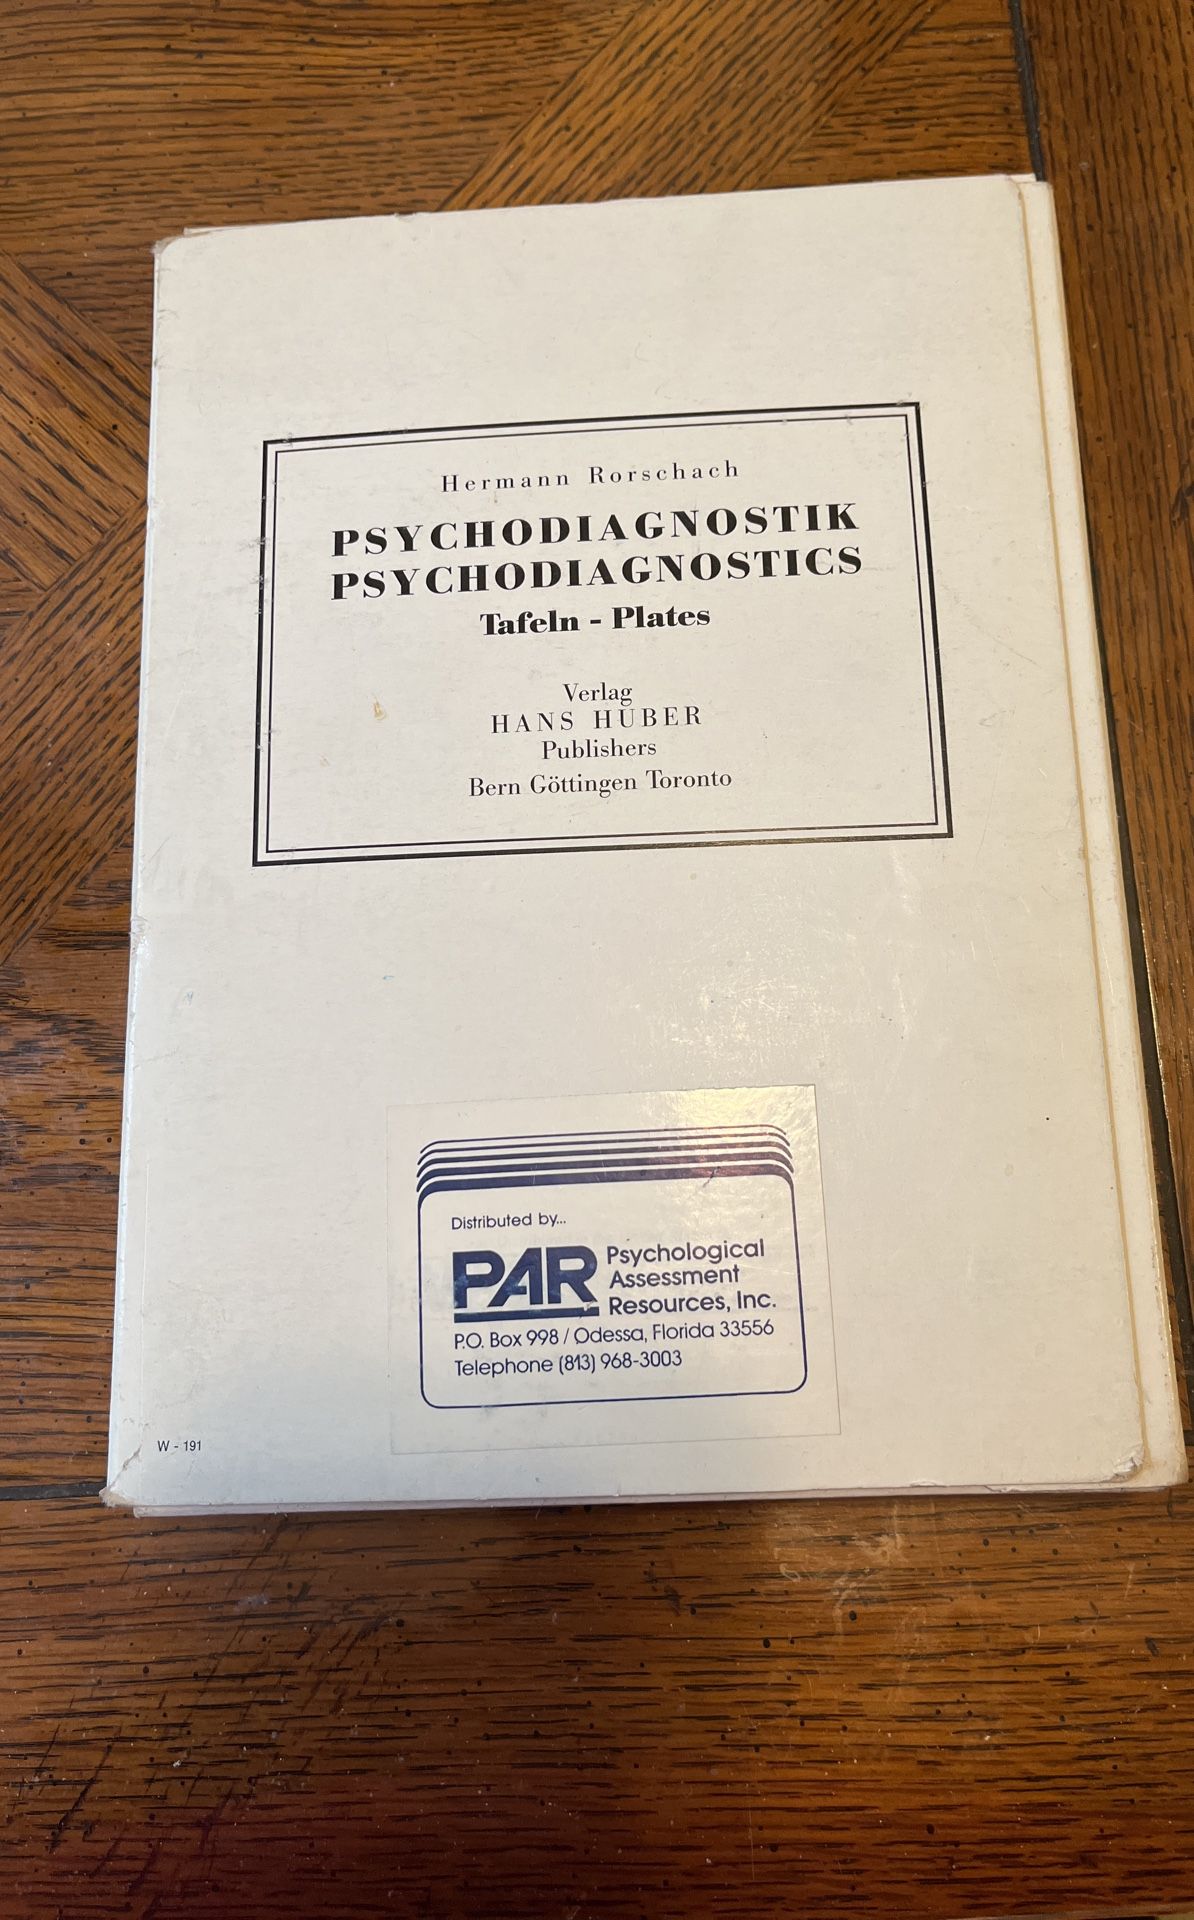 Hermann Rorschach
PSYCHODIAGNOSTIK
PSYCHODIAGNOSTICS
Tafeln - Plates
Verlag
HANS HUBER
Publishers
Bern Göttingen Toronto
Distributed by...
PAR Psychological
Assessment
Resources, Inc.
P.O. Box 998 / Odessa, Florida 33556
Telephone (813) 968-3003
W - 191